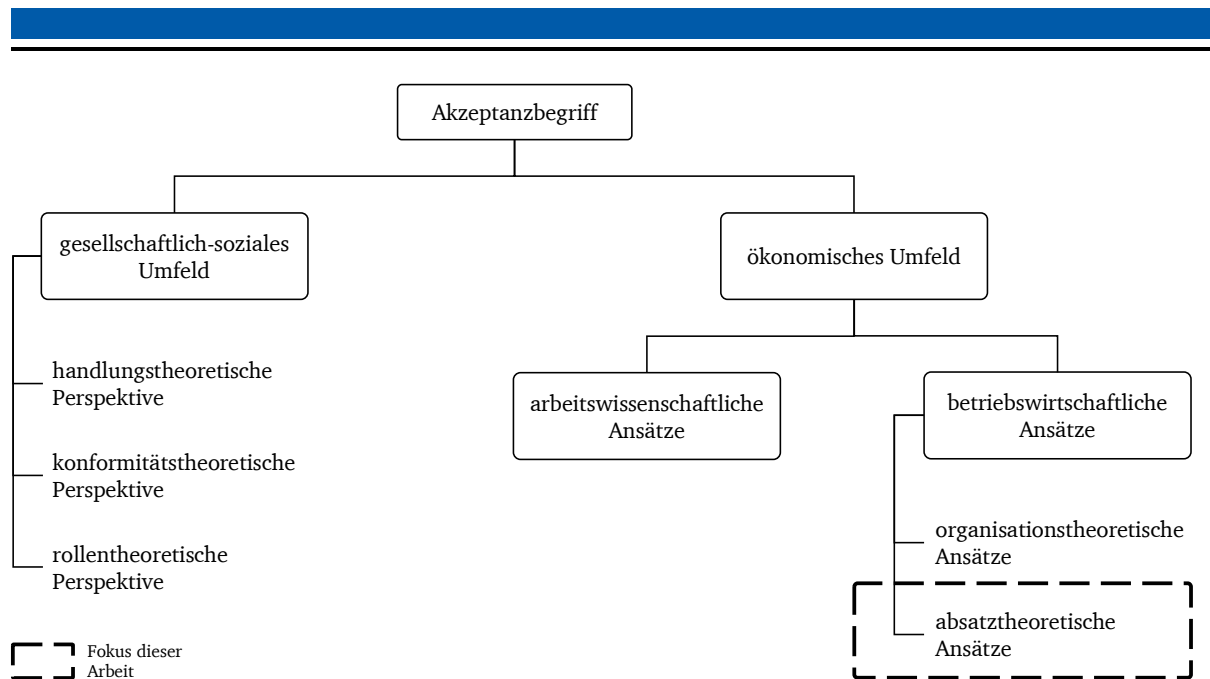 Akzeptanzbegriff
gesellschaftlich-soziales
Umfeld
ökonomisches Umfeld
handlungstheoretische
Perspektive
konformitätstheoretische
Perspektive
rollentheoretische
Perspektive
arbeitswissenschaftliche
Ansätze
betriebswirtschaftliche
Ansätze
organisationstheoretische
Ansätze
absatztheoretische
Ansätze
Fokus dieser
Arbeit